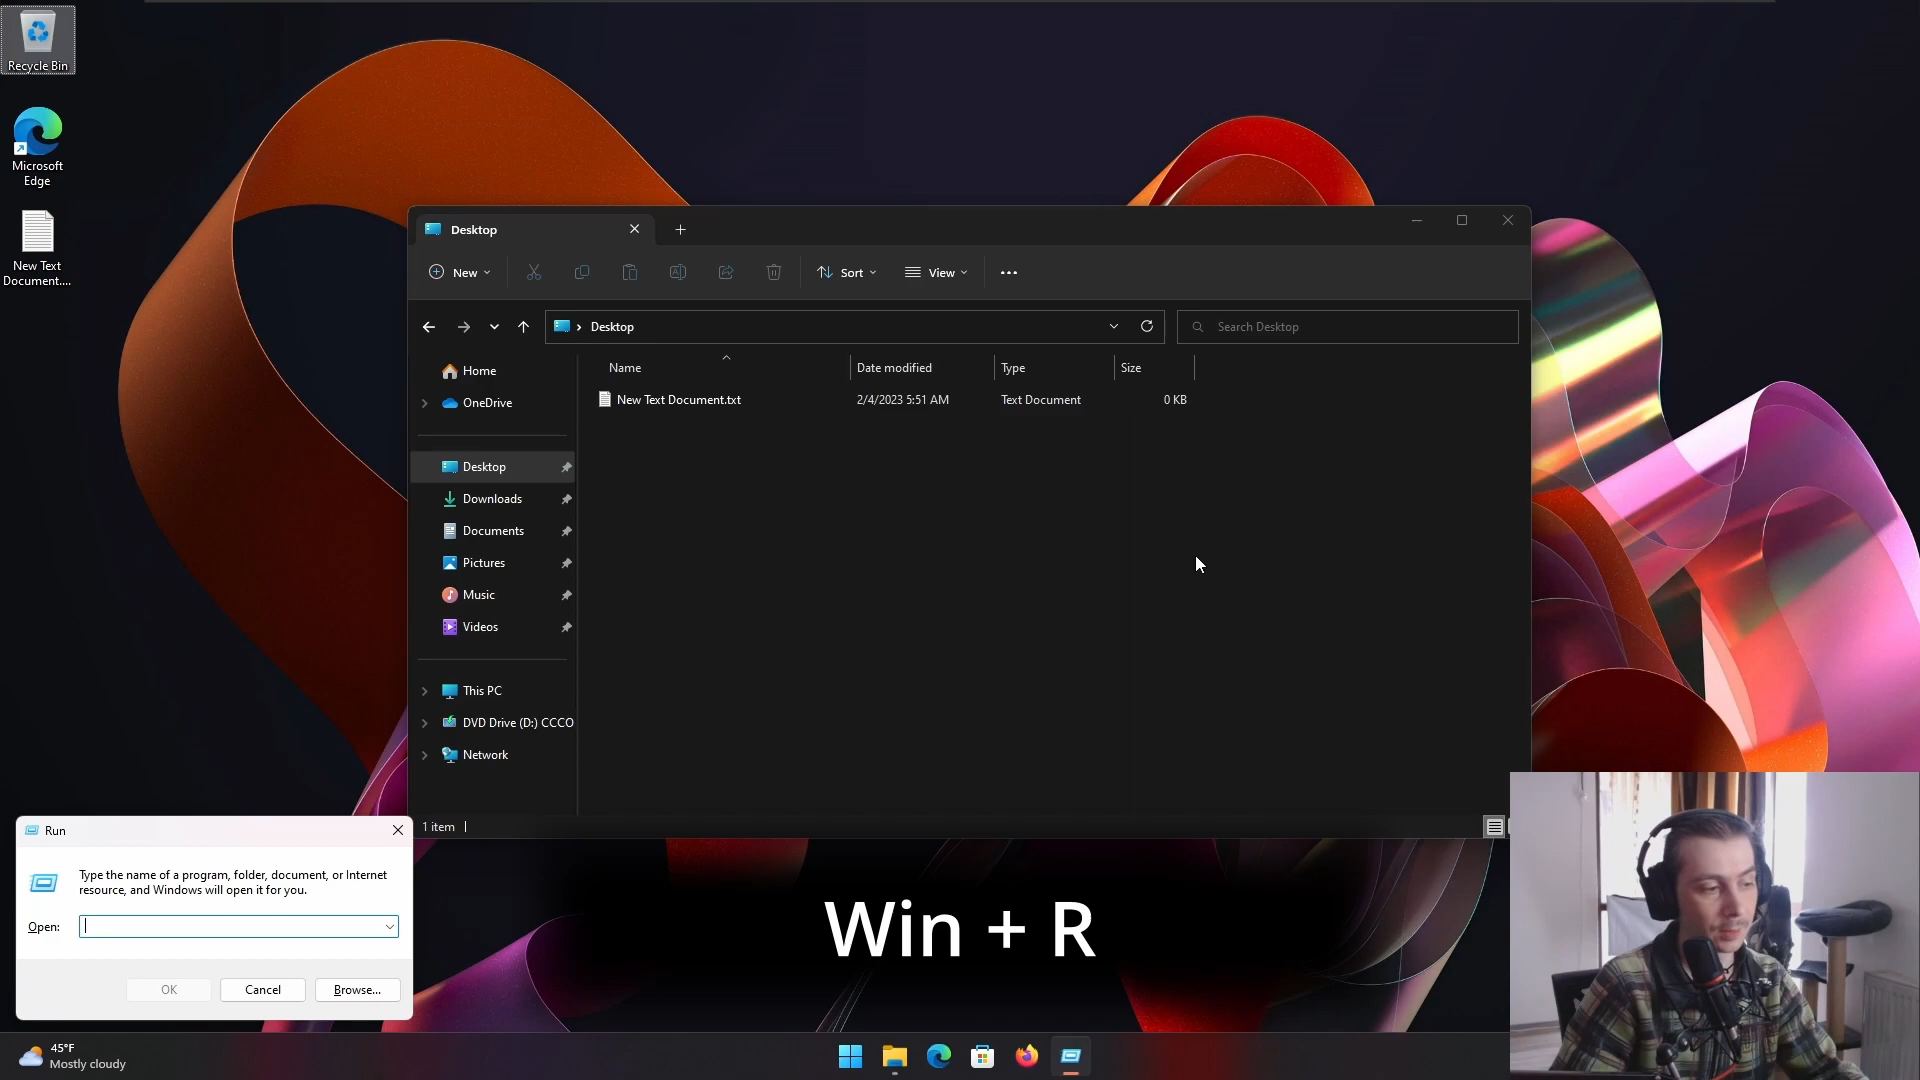 Recycle Bin
Microsoft
Edge
New Text
Document....
Desktop
New
Sort
View
Desktop
Search Desktop
Home
OneDrive
Desktop
Downloads
Documents
Pictures
Music
Videos
This PC
DVD Drive (D:) CCCO
Network
Name
Date modified
Type
Size
New Text Document.txt
2/4/2023 5:51 AM
Text Document
0 KB
1 item
Run
Type the name of a program, folder, document, or Internet
resource, and Windows will open it for you.
Open:
OK
Cancel
Browse...
Win + R
45°F
Mostly cloudy